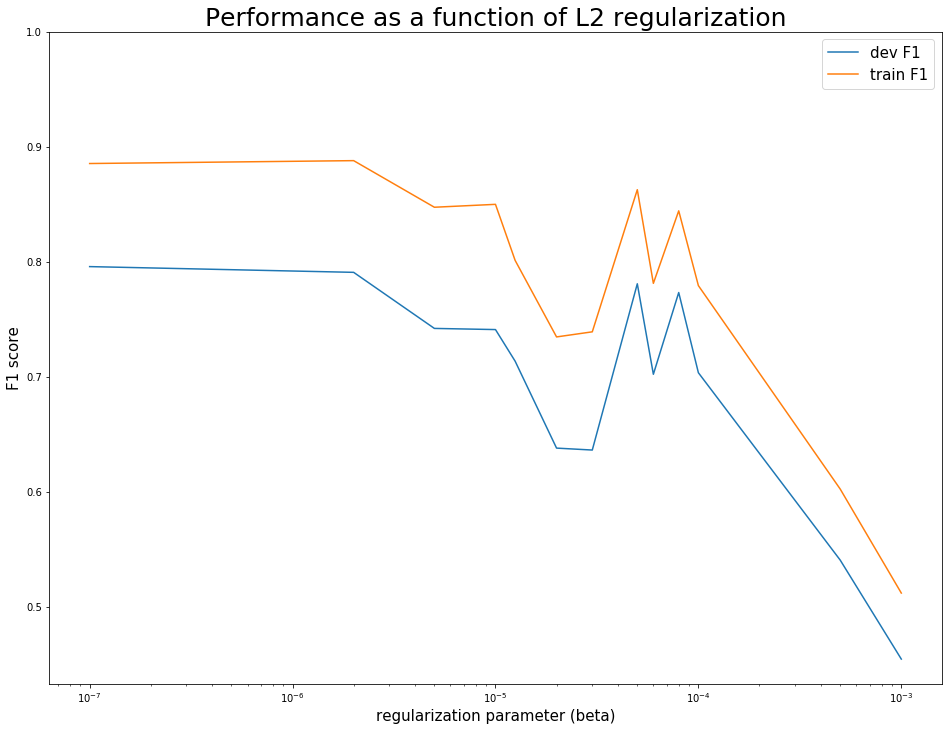 Performance as a function of L2 regularization
dev F1
train F1
F1 score
1.0
0.9
0.8
0.7
0.6
0.5
10⁻⁷
10⁻⁶
10⁻⁵
10⁻⁴
10⁻³
regularization parameter (beta)